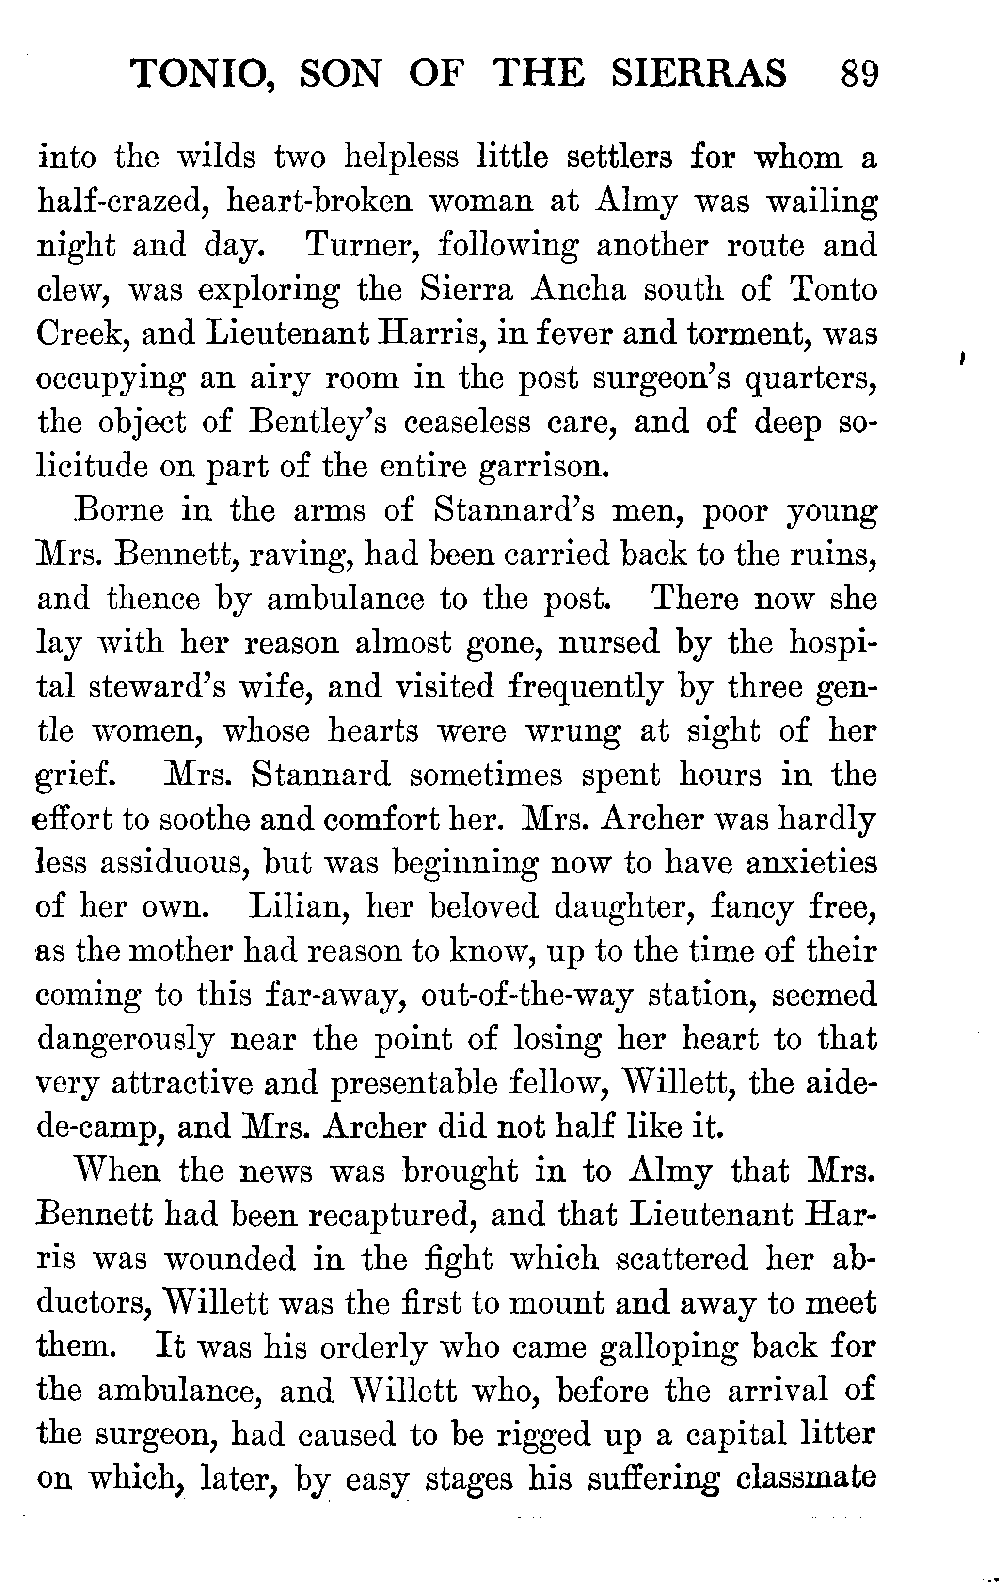 TONIO, SON OF THE SIERRAS 89
into the wilds two helpless little settlers for whom a
half-crazed, heart-broken woman at Almy was wailing
night and day. Turner, following another route and
clew, was exploring the Sierra Ancha south of Tonto
Creek, and Lieutenant Harris, in fever and torment, was
occupying an airy room in the post surgeon's quarters,
the object of Bentley's ceaseless care, and of deep so-
licitude on part of the entire garrison.
Borne in the arms of Stannard's men, poor young
Mrs. Bennett, raving, had been carried back to the ruins,
and thence by ambulance to the post. There now she
lay with her reason almost gone, nursed by the hospi-
tal steward's wife, and visited frequently by three gen-
tle women, whose hearts were wrung at sight of her
grief. Mrs. Stannard sometimes spent hours in the
effort to soothe and comfort her. Mrs. Archer was hardly
less assiduous, but was beginning now to have anxieties
of her own. Lilian, her beloved daughter, fancy free,
as the mother had reason to know, up to the time of their
coming to this far-away, out-of-the-way station, seemed
dangerously near the point of losing her heart to that
very attractive and presentable fellow, Willett, the aide-
de-camp, and Mrs. Archer did not half like it.
When the news was brought in to Almy that Mrs.
Bennett had been recaptured, and that Lieutenant Har-
ris was wounded in the fight which scattered her ab-
ductors, Willett was the first to mount and away to meet
them. It was his orderly who came galloping back for
the ambulance, and Willett who, before the arrival of
the surgeon, had caused to be rigged up a capital litter
on which, later, by easy stages his suffering classmate